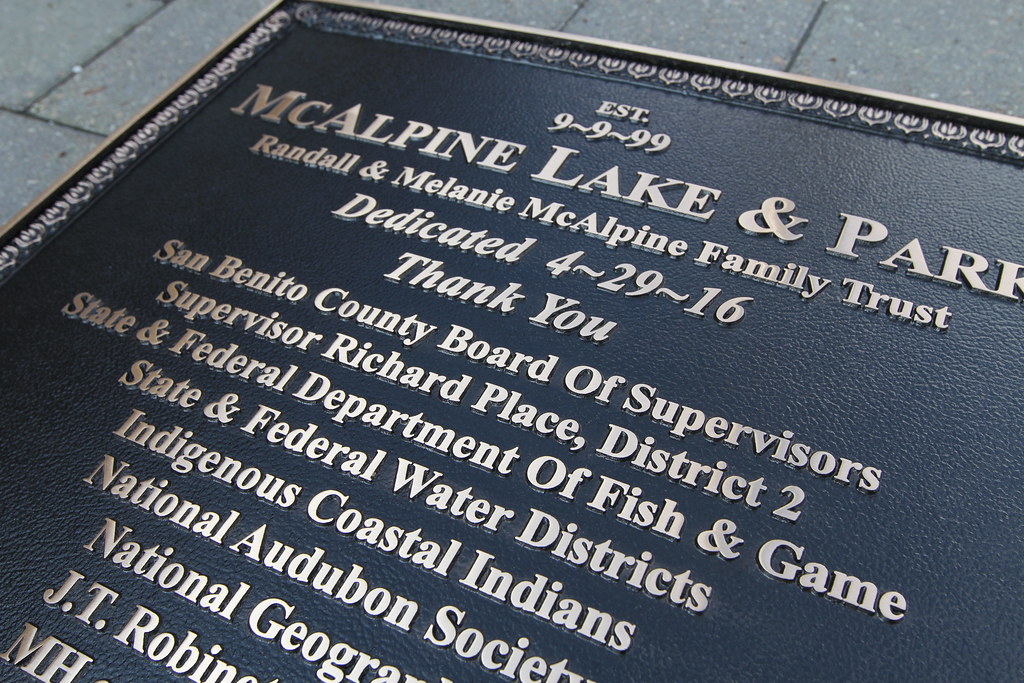 EST.
9~9~99
MCALPINE LAKE & PARK
Randall & Melanie McAlpine Family Trust
Dedicated 4~29~16
Thank You
San Benito County Board Of Supervisors
Supervisor Richard Place, District 2
State & Federal Department Of Fish & Game
State & Federal Water Districts
Indigenous Coastal Indians
National Audubon Society
National
J.T.
MH